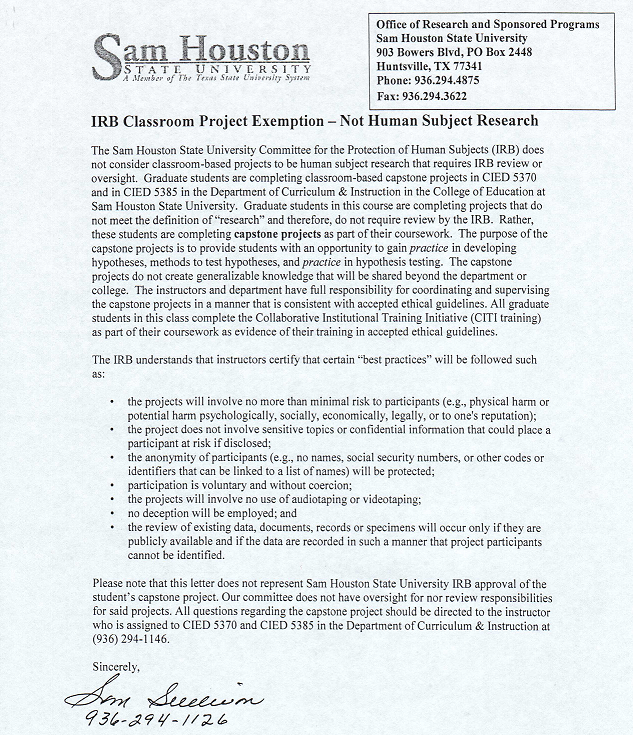 Sam Houston
STATE UNIVERSITY
A Member of The Texas State University System
Office of Research and Sponsored Programs
Sam Houston State University
903 Bowers Blvd, PO Box 2448
Huntsville, TX 77341
Phone: 936.294.4875
Fax: 936.294.3622
IRB Classroom Project Exemption – Not Human Subject Research
The Sam Houston State University Committee for the Protection of Human Subjects (IRB) does
not consider classroom-based projects to be human subject research that requires IRB review or
oversight. Graduate students are completing classroom-based capstone projects in CIED 5370
and in CIED 5385 in the Department of Curriculum & Instruction in the College of Education at
Sam Houston State University. Graduate students in this course are completing projects that do
not meet the definition of “research” and therefore, do not require review by the IRB. Rather,
these students are completing capstone projects as part of their coursework. The purpose of the
capstone projects is to provide students with an opportunity to gain practice in developing
hypotheses, methods to test hypotheses, and practice in hypothesis testing. The capstone
projects do not create generalizable knowledge that will be shared beyond the department or
college. The instructors and department have full responsibility for coordinating and supervising
the capstone projects in a manner that is consistent with accepted ethical guidelines. All graduate
students in this class complete the Collaborative Institutional Training Initiative (CITI training)
as part of their coursework as evidence of their training in accepted ethical guidelines.
The IRB understands that instructors certify that certain “best practices” will be followed such
as:
• the projects will involve no more than minimal risk to participants (e.g., physical harm or
potential harm psychologically, socially, economically, legally, or to one's reputation);
• the project does not involve sensitive topics or confidential information that could place a
participant at risk if disclosed;
• the anonymity of participants (e.g., no names, social security numbers, or other codes or
identifiers that can be linked to a list of names) will be protected;
• participation is voluntary and without coercion;
• the projects will involve no use of audiotaping or videotaping;
• no deception will be employed; and
• the review of existing data, documents, records or specimens will occur only if they are
publicly available and if the data are recorded in such a manner that project participants
cannot be identified.
Please note that this letter does not represent Sam Houston State University IRB approval of the
student’s capstone project. Our committee does not have oversight for nor review responsibilities
for said projects. All questions regarding the capstone project should be directed to the instructor
who is assigned to CIED 5370 and CIED 5385 in the Department of Curriculum & Instruction at
(936) 294-1146.
Sincerely,
936-294-1126